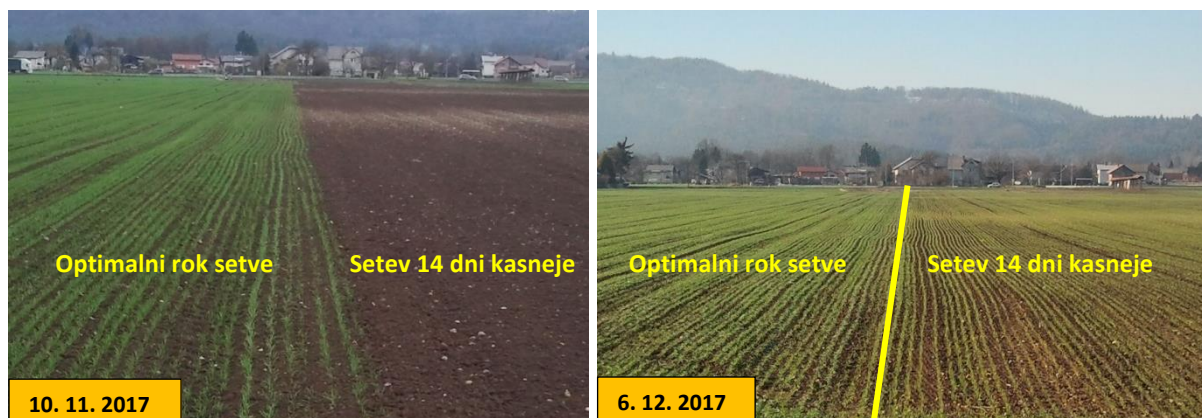 Optimalni rok setve
Setev 14 dni kasneje
10. 11. 2017
Optimalni rok setve
Setev 14 dni kasneje
6. 12. 2017